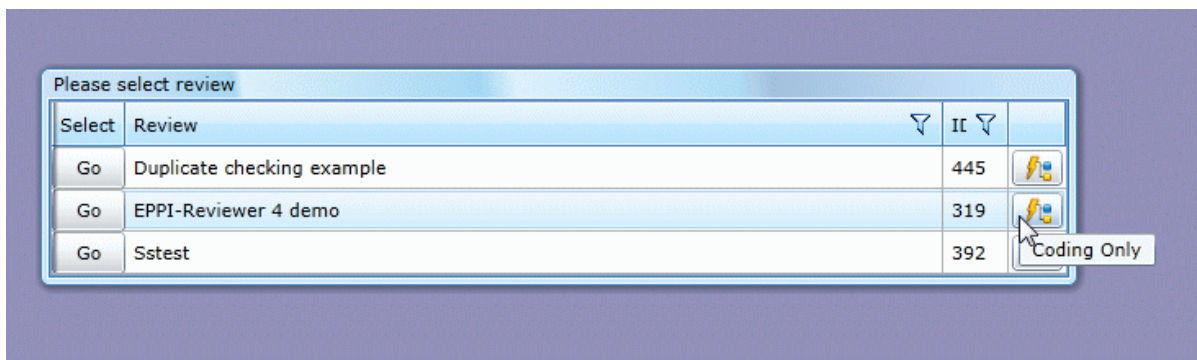 Please select review
Select Review ID
Go Duplicate checking example 445
Go EPPI-Reviewer 4 demo 319
Go Sstest 392
Coding Only